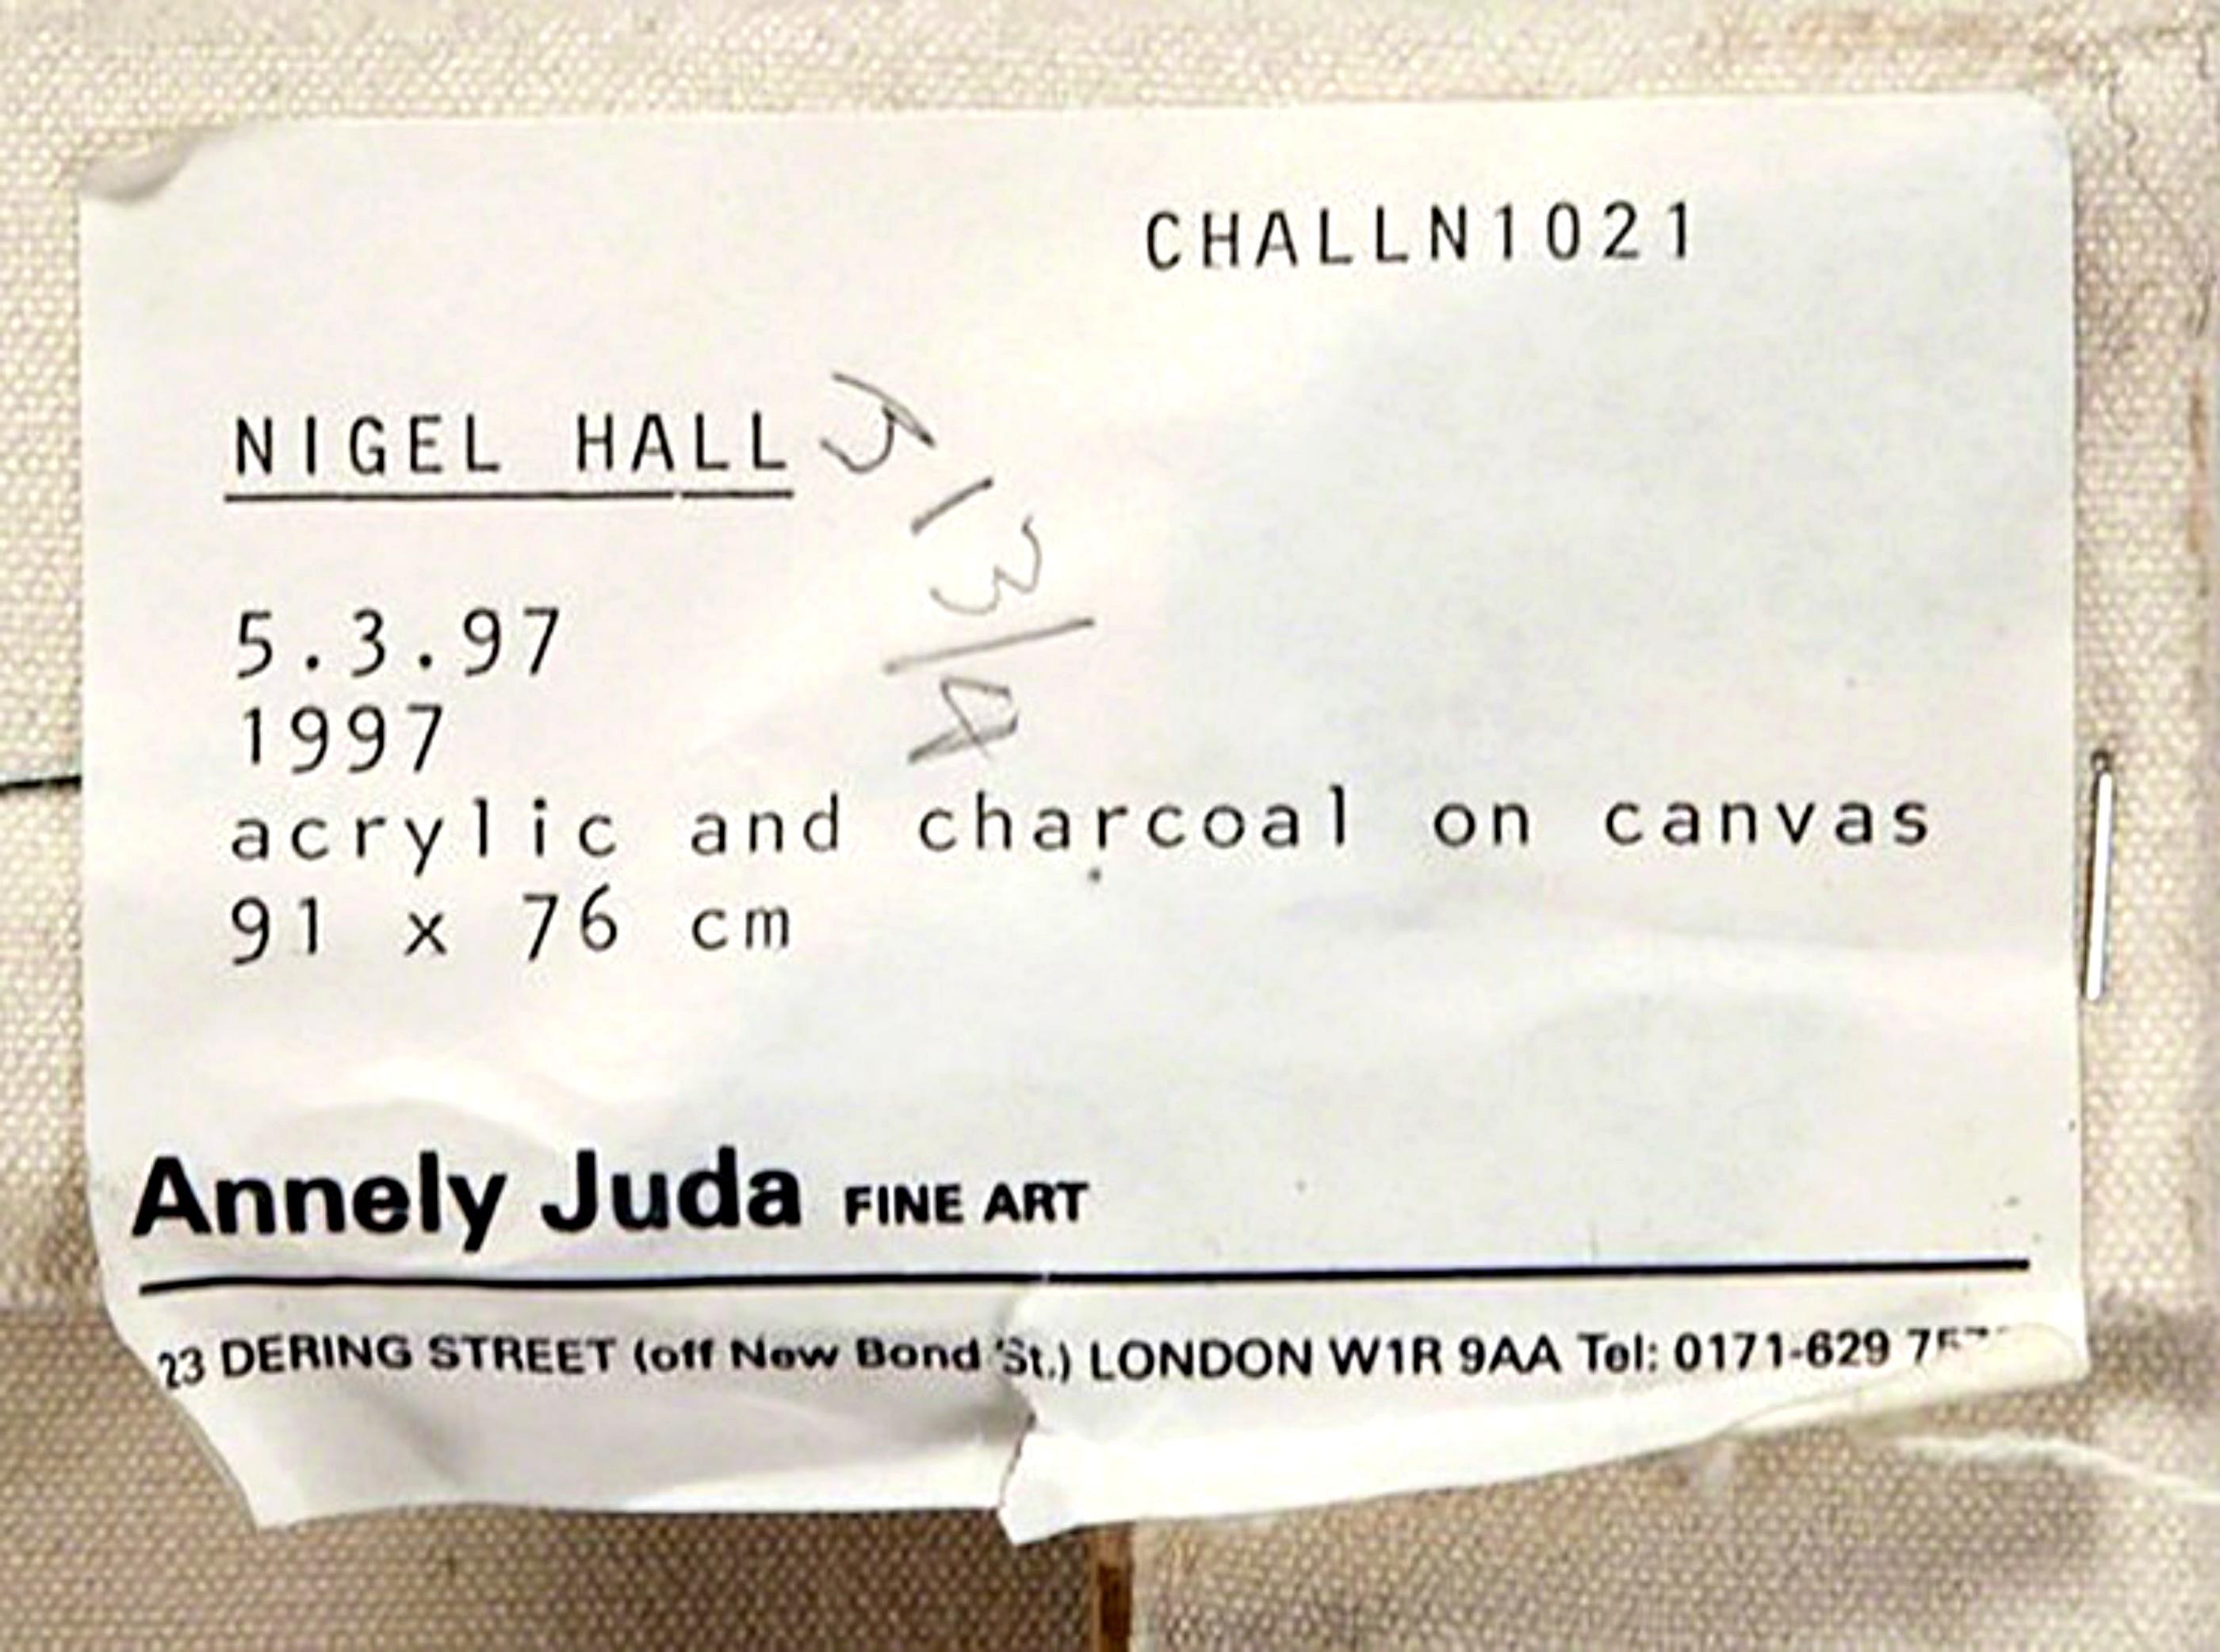 CHALLN1021
NIGEL HALL
5.3.97
1997
acrylic and charcoal on canvas
91 x 76 cm
Annely Juda FINE ART
23 DERING STREET (off New Bond St.) LONDON W1R 9AA Tel: 0171-629